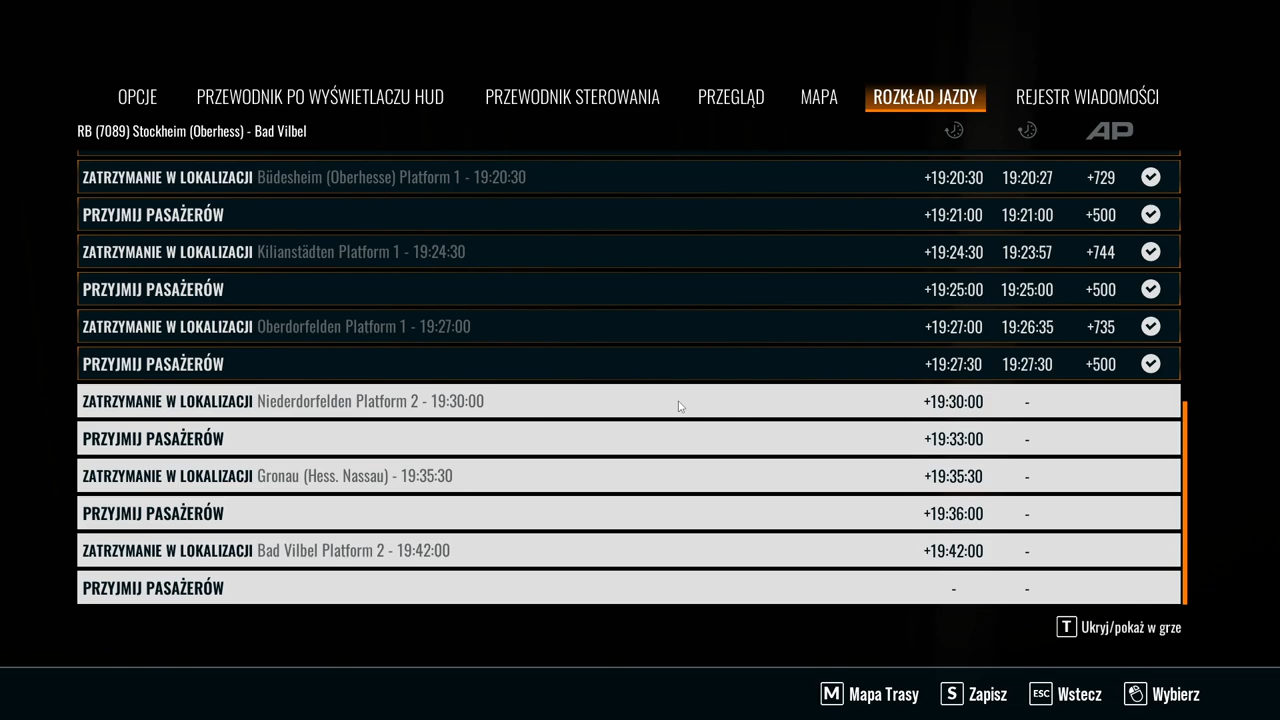 OPCJE PRZEWODNIK PO WYŚWIETLACZU HUD PRZEWODNIK STEROWANIA PRZEGLĄD MAPA ROZKŁAD JAZDY REJESTR WIADOMOŚCI
RB (7089) Stockheim (Oberhess) - Bad Vilbel AP
ZATRZYMANIE W LOKALIZACJI Büdesheim (Oberhesse) Platform 1 - 19:20:30 +19:20:30 19:20:27 +729
PRZYJMIJ PASAŻERÓW +19:21:00 19:21:00 +500
ZATRZYMANIE W LOKALIZACJI Kilianstädten Platform 1 - 19:24:30 +19:24:30 19:23:57 +744
PRZYJMIJ PASAŻERÓW +19:25:00 19:25:00 +500
ZATRZYMANIE W LOKALIZACJI Oberdorfelden Platform 1 - 19:27:00 +19:27:00 19:26:35 +735
PRZYJMIJ PASAŻERÓW +19:27:30 19:27:30 +500
ZATRZYMANIE W LOKALIZACJI Niederdorfelden Platform 2 - 19:30:00 +19:30:00 -
PRZYJMIJ PASAŻERÓW +19:33:00 -
ZATRZYMANIE W LOKALIZACJI Gronau (Hess. Nassau) - 19:35:30 +19:35:30 -
PRZYJMIJ PASAŻERÓW +19:36:00 -
ZATRZYMANIE W LOKALIZACJI Bad Vilbel Platform 2 - 19:42:00 +19:42:00 -
PRZYJMIJ PASAŻERÓW - -
T Ukryj/pokaż w grze
M Mapa Trasy S Zapisz ESC Wstecz Wybierz